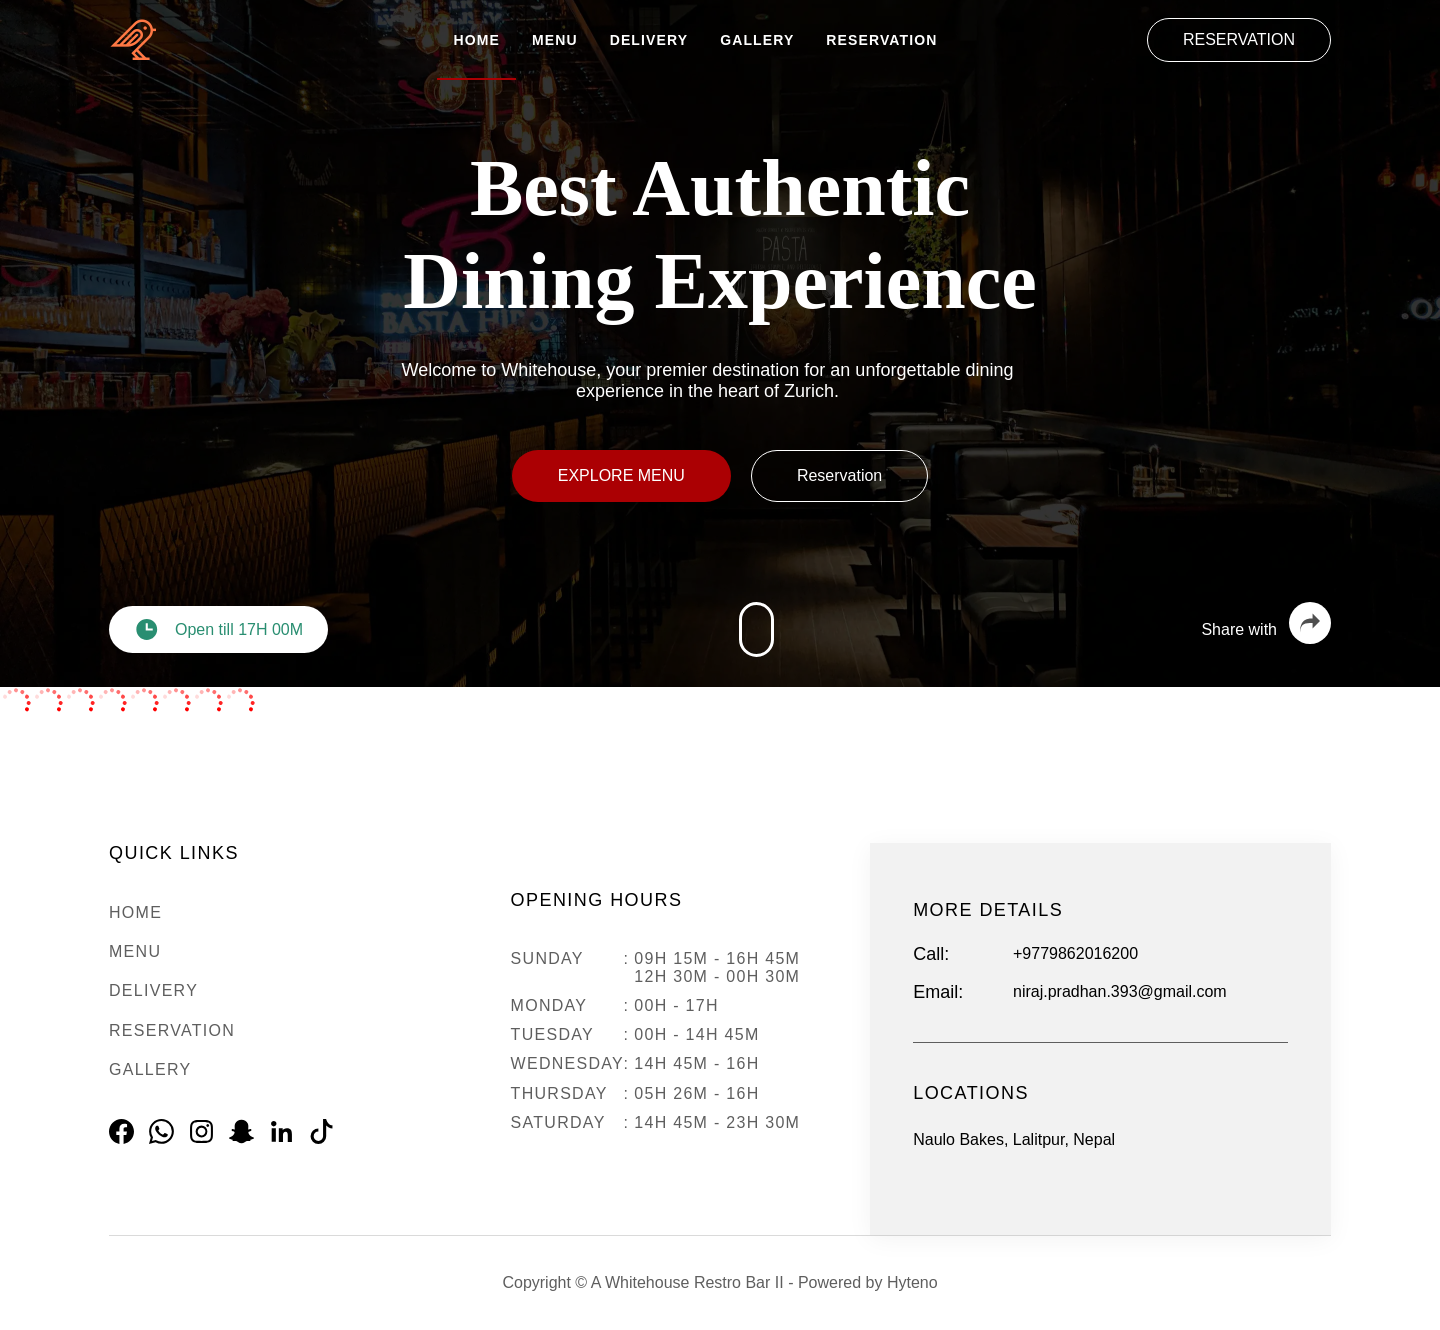 HOME MENU DELIVERY GALLERY RESERVATION RESERVATION
Best Authentic
Dining Experience
PASTA
BASTA
Welcome to Whitehouse, your premier destination for an unforgettable dining
experience in the heart of Zurich.
EXPLORE MENU Reservation
Open till 17H 00M
Share with
QUICK LINKS
HOME
MENU
DELIVERY
RESERVATION
GALLERY
OPENING HOURS
SUNDAY : 09H 15M - 16H 45M
12H 30M - 00H 30M
MONDAY : 00H - 17H
TUESDAY : 00H - 14H 45M
WEDNESDAY: 14H 45M - 16H
THURSDAY : 05H 26M - 16H
SATURDAY : 14H 45M - 23H 30M
MORE DETAILS
Call: +9779862016200
Email: niraj.pradhan.393@gmail.com
LOCATIONS
Naulo Bakes, Lalitpur, Nepal
Copyright © A Whitehouse Restro Bar II - Powered by Hyteno